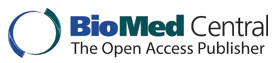 BioMed Central
The Open Access Publisher